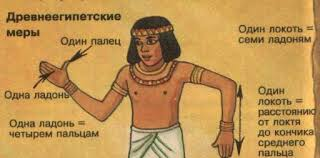 Древнеегипетские
меры
Один палец
Одна ладонь
Одна ладонь =
четырем пальцам
Один локоть =
семи ладоням
Один
локоть =
расстоянию
от локтя
до кончика
среднего
пальца